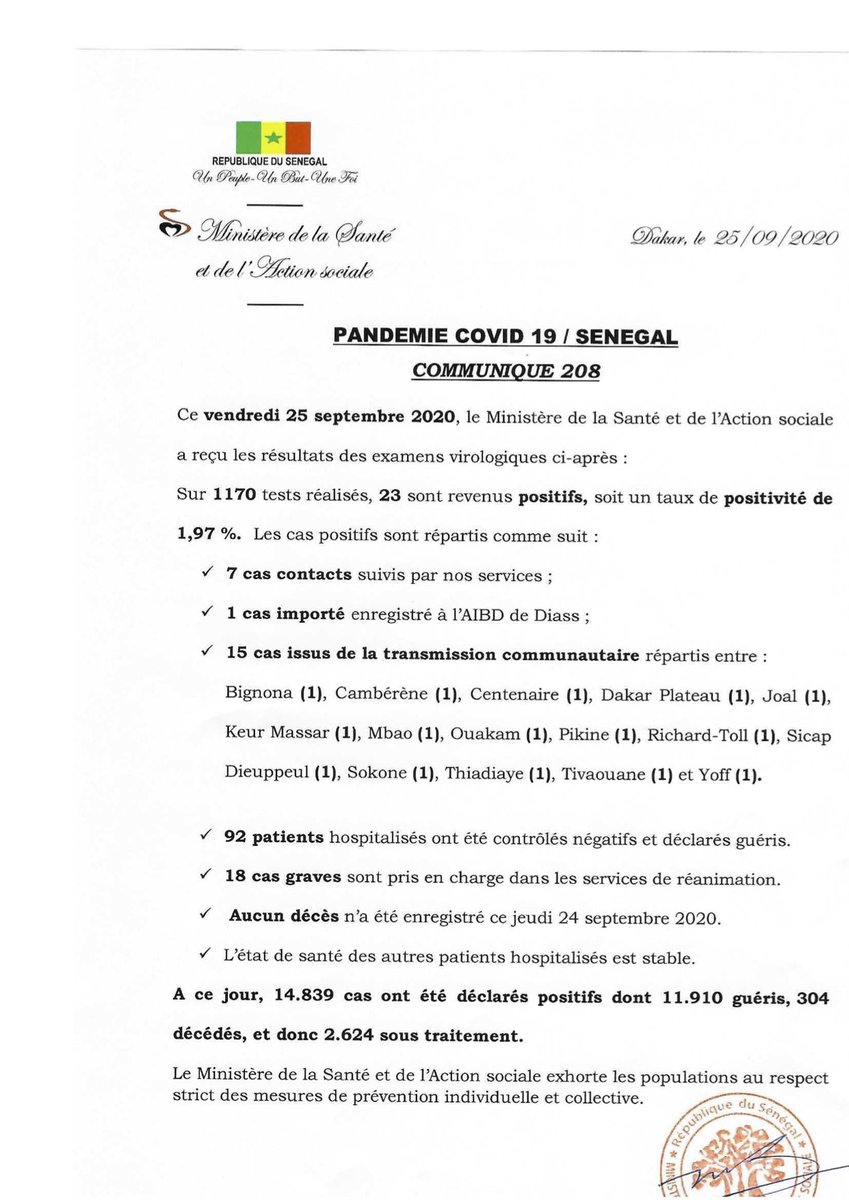 REPUBLIQUE DU SENEGAL
Un Peuple-Un But-Une Foi
Ministère de la Santé
et de l'Action sociale
Dakar, le 25/09/2020
PANDEMIE COVID 19 / SENEGAL
COMMUNIQUE 208
Ce vendredi 25 septembre 2020, le Ministère de la Santé et de l'Action sociale
a reçu les résultats des examens virologiques ci-après :
Sur 1170 tests réalisés, 23 sont revenus positifs, soit un taux de positivité de
1,97 %. Les cas positifs sont répartis comme suit :
✓ 7 cas contacts suivis par nos services ;
✓ 1 cas importé enregistré à l'AIBD de Diass ;
✓ 15 cas issus de la transmission communautaire répartis entre :
Bignona (1), Cambérène (1), Centenaire (1), Dakar Plateau (1), Joal (1),
Keur Massar (1), Mbao (1), Ouakam (1), Pikine (1), Richard-Toll (1), Sicap
Dieuppeul (1), Sokone (1), Thiadiaye (1), Tivaouane (1) et Yoff (1).
✓ 92 patients hospitalisés ont été contrôlés négatifs et déclarés guéris.
✓ 18 cas graves sont pris en charge dans les services de réanimation.
✓ Aucun décès n'a été enregistré ce jeudi 24 septembre 2020.
✓ L'état de santé des autres patients hospitalisés est stable.
A ce jour, 14.839 cas ont été déclarés positifs dont 11.910 guéris, 304
décédés, et donc 2.624 sous traitement.
Le Ministère de la Santé et de l'Action sociale exhorte les populations au respect
strict des mesures de prévention individuelle et collective.
République du Sénégal